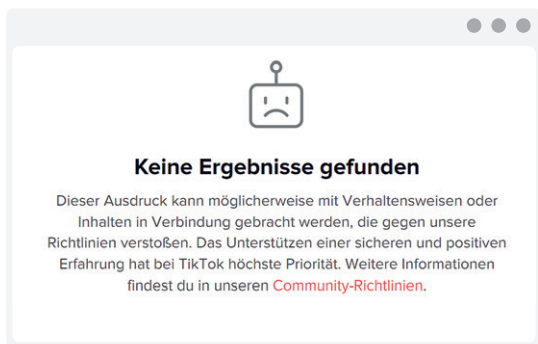 Keine Ergebnisse gefunden
Dieser Ausdruck kann möglicherweise mit Verhaltensweisen oder
Inhalten in Verbindung gebracht werden, die gegen unsere
Richtlinien verstoßen. Das Unterstützen einer sicheren und positiven
Erfahrung hat bei TikTok höchste Priorität. Weitere Informationen
findest du in unseren Community-Richtlinien.